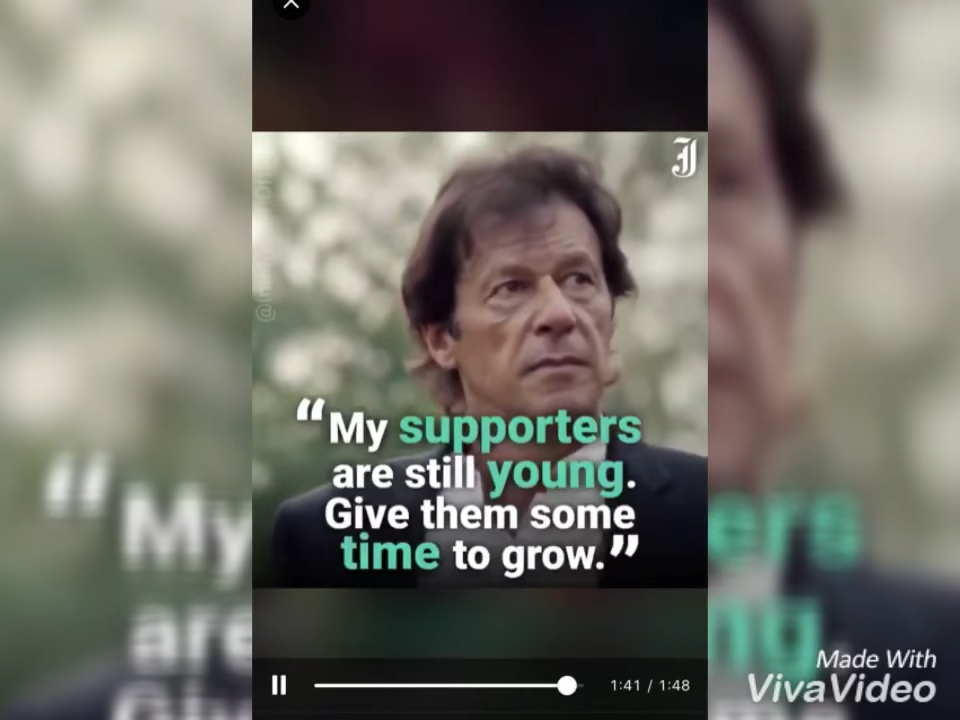 “My supporters
are still young.
Give them some
time to grow.”
1:41 / 1:48
Made With
VivaVideo